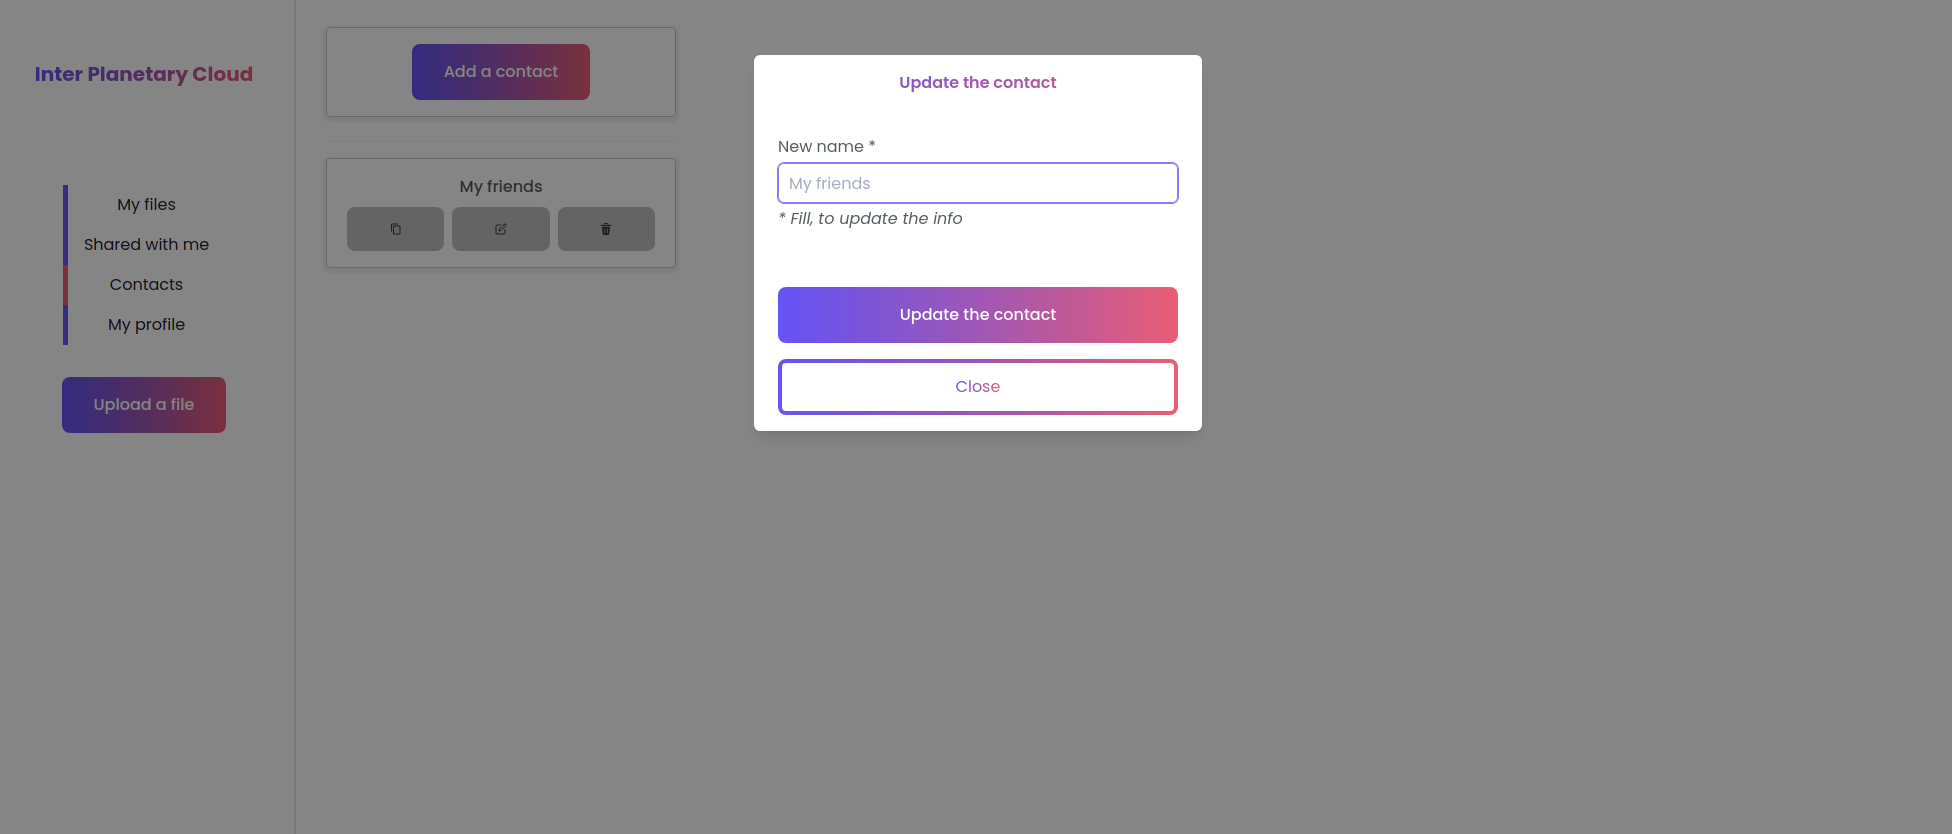 Inter Planetary Cloud
My files
Shared with me
Contacts
My profile
Upload a file
Add a contact
My friends
Update the contact
New name *
My friends
* Fill, to update the info
Update the contact
Close